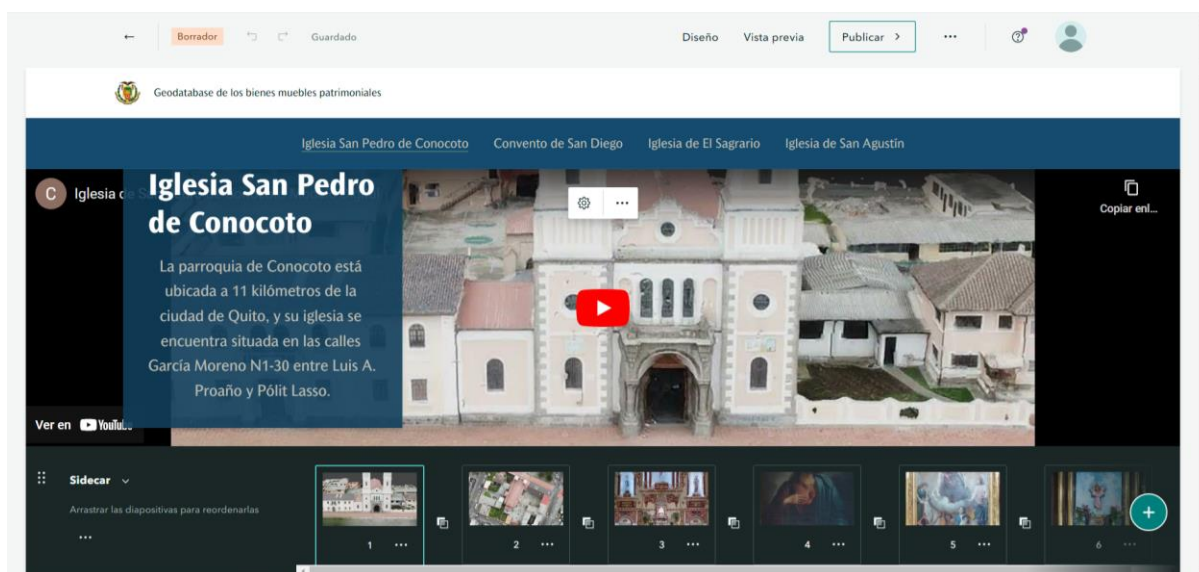 Borrador Guardado Diseño Vista previa Publicar
Geodatabase de los bienes muebles patrimoniales
Iglesia San Pedro de Conocoto Convento de San Diego Iglesia de El Sagrario Iglesia de San Agustín
C Iglesia
Copiar enl...
Iglesia San Pedro
de Conocoto
La parroquia de Conocoto está
ubicada a 11 kilómetros de la
ciudad de Quito, y su iglesia se
encuentra situada en las calles
García Moreno N1-30 entre Luis A.
Proaño y Pólit Lasso.
Ver en YouTube
Sidecar
Arrastrar las diapositivas para reordenarlas
1 2 3 4 5 6